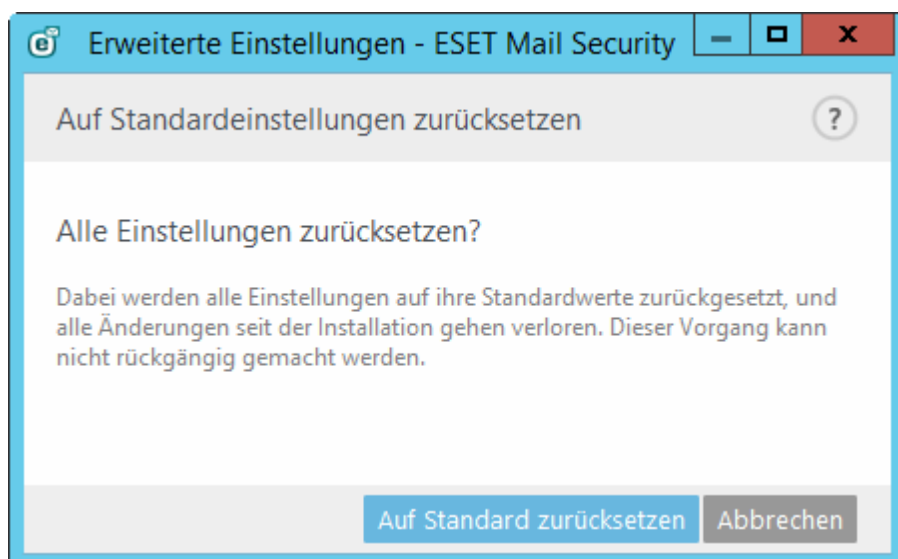 Erweiterte Einstellungen - ESET Mail Security
Auf Standardeinstellungen zurücksetzen
?
Alle Einstellungen zurücksetzen?
Dabei werden alle Einstellungen auf ihre Standardwerte zurückgesetzt, und
alle Änderungen seit der Installation gehen verloren. Dieser Vorgang kann
nicht rückgängig gemacht werden.
Auf Standard zurücksetzen
Abbrechen